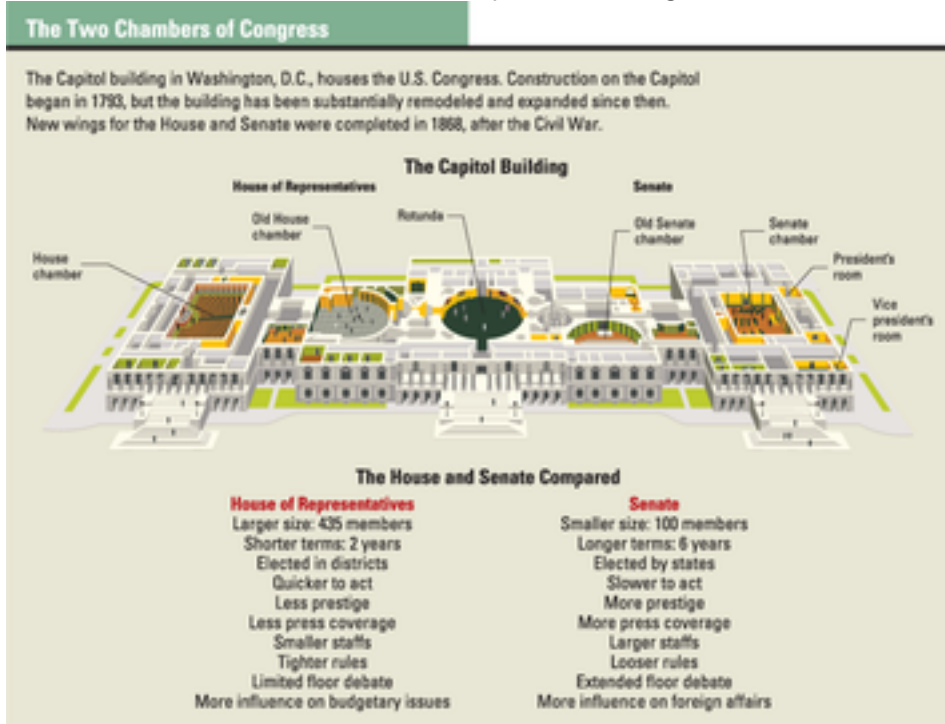 The Two Chambers of Congress
The Capitol building in Washington, D.C., houses the U.S. Congress. Construction on the Capitol
began in 1793, but the building has been substantially remodeled and expanded since then.
New wings for the House and Senate were completed in 1868, after the Civil War.
The Capitol Building
House of Representatives
Senate
House
chamber
Old House
chamber
Rotunda
Old Senate
chamber
Senate
chamber
President's
room
Vice
president's
room
The House and Senate Compared
House of Representatives
Larger size: 435 members
Shorter terms: 2 years
Elected in districts
Quicker to act
Less prestige
Less press coverage
Smaller staffs
Tighter rules
Limited floor debate
More influence on budgetary issues
Senate
Smaller size: 100 members
Longer terms: 6 years
Elected by states
Slower to act
More prestige
More press coverage
Larger staffs
Looser rules
Extended floor debate
More influence on foreign affairs